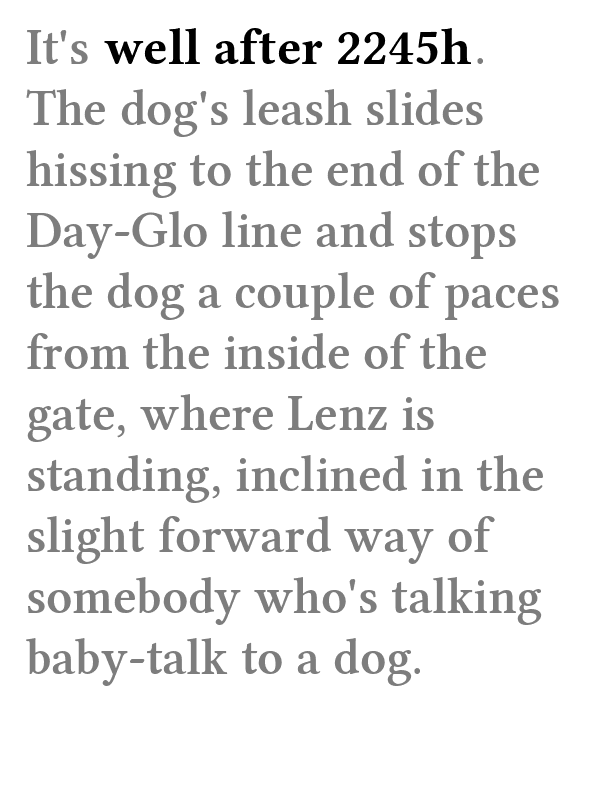 It's well after 2245h.
The dog's leash slides
hissing to the end of the
Day-Glo line and stops
the dog a couple of paces
from the inside of the
gate, where Lenz is
standing, inclined in the
slight forward way of
somebody who's talking
baby-talk to a dog.